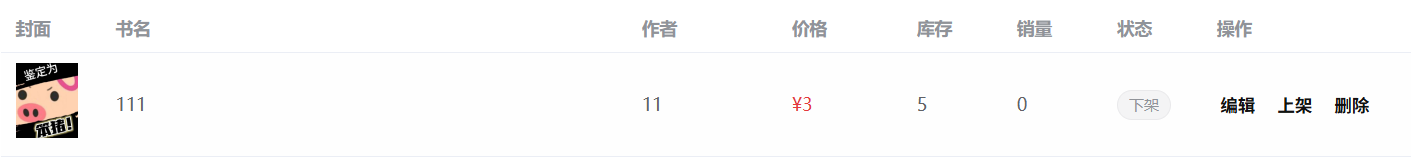 封面 书名 作者 价格 库存 销量 状态 操作
鉴定为
笨猪!
111 11 ¥3 5 0 下架 编辑 上架 删除